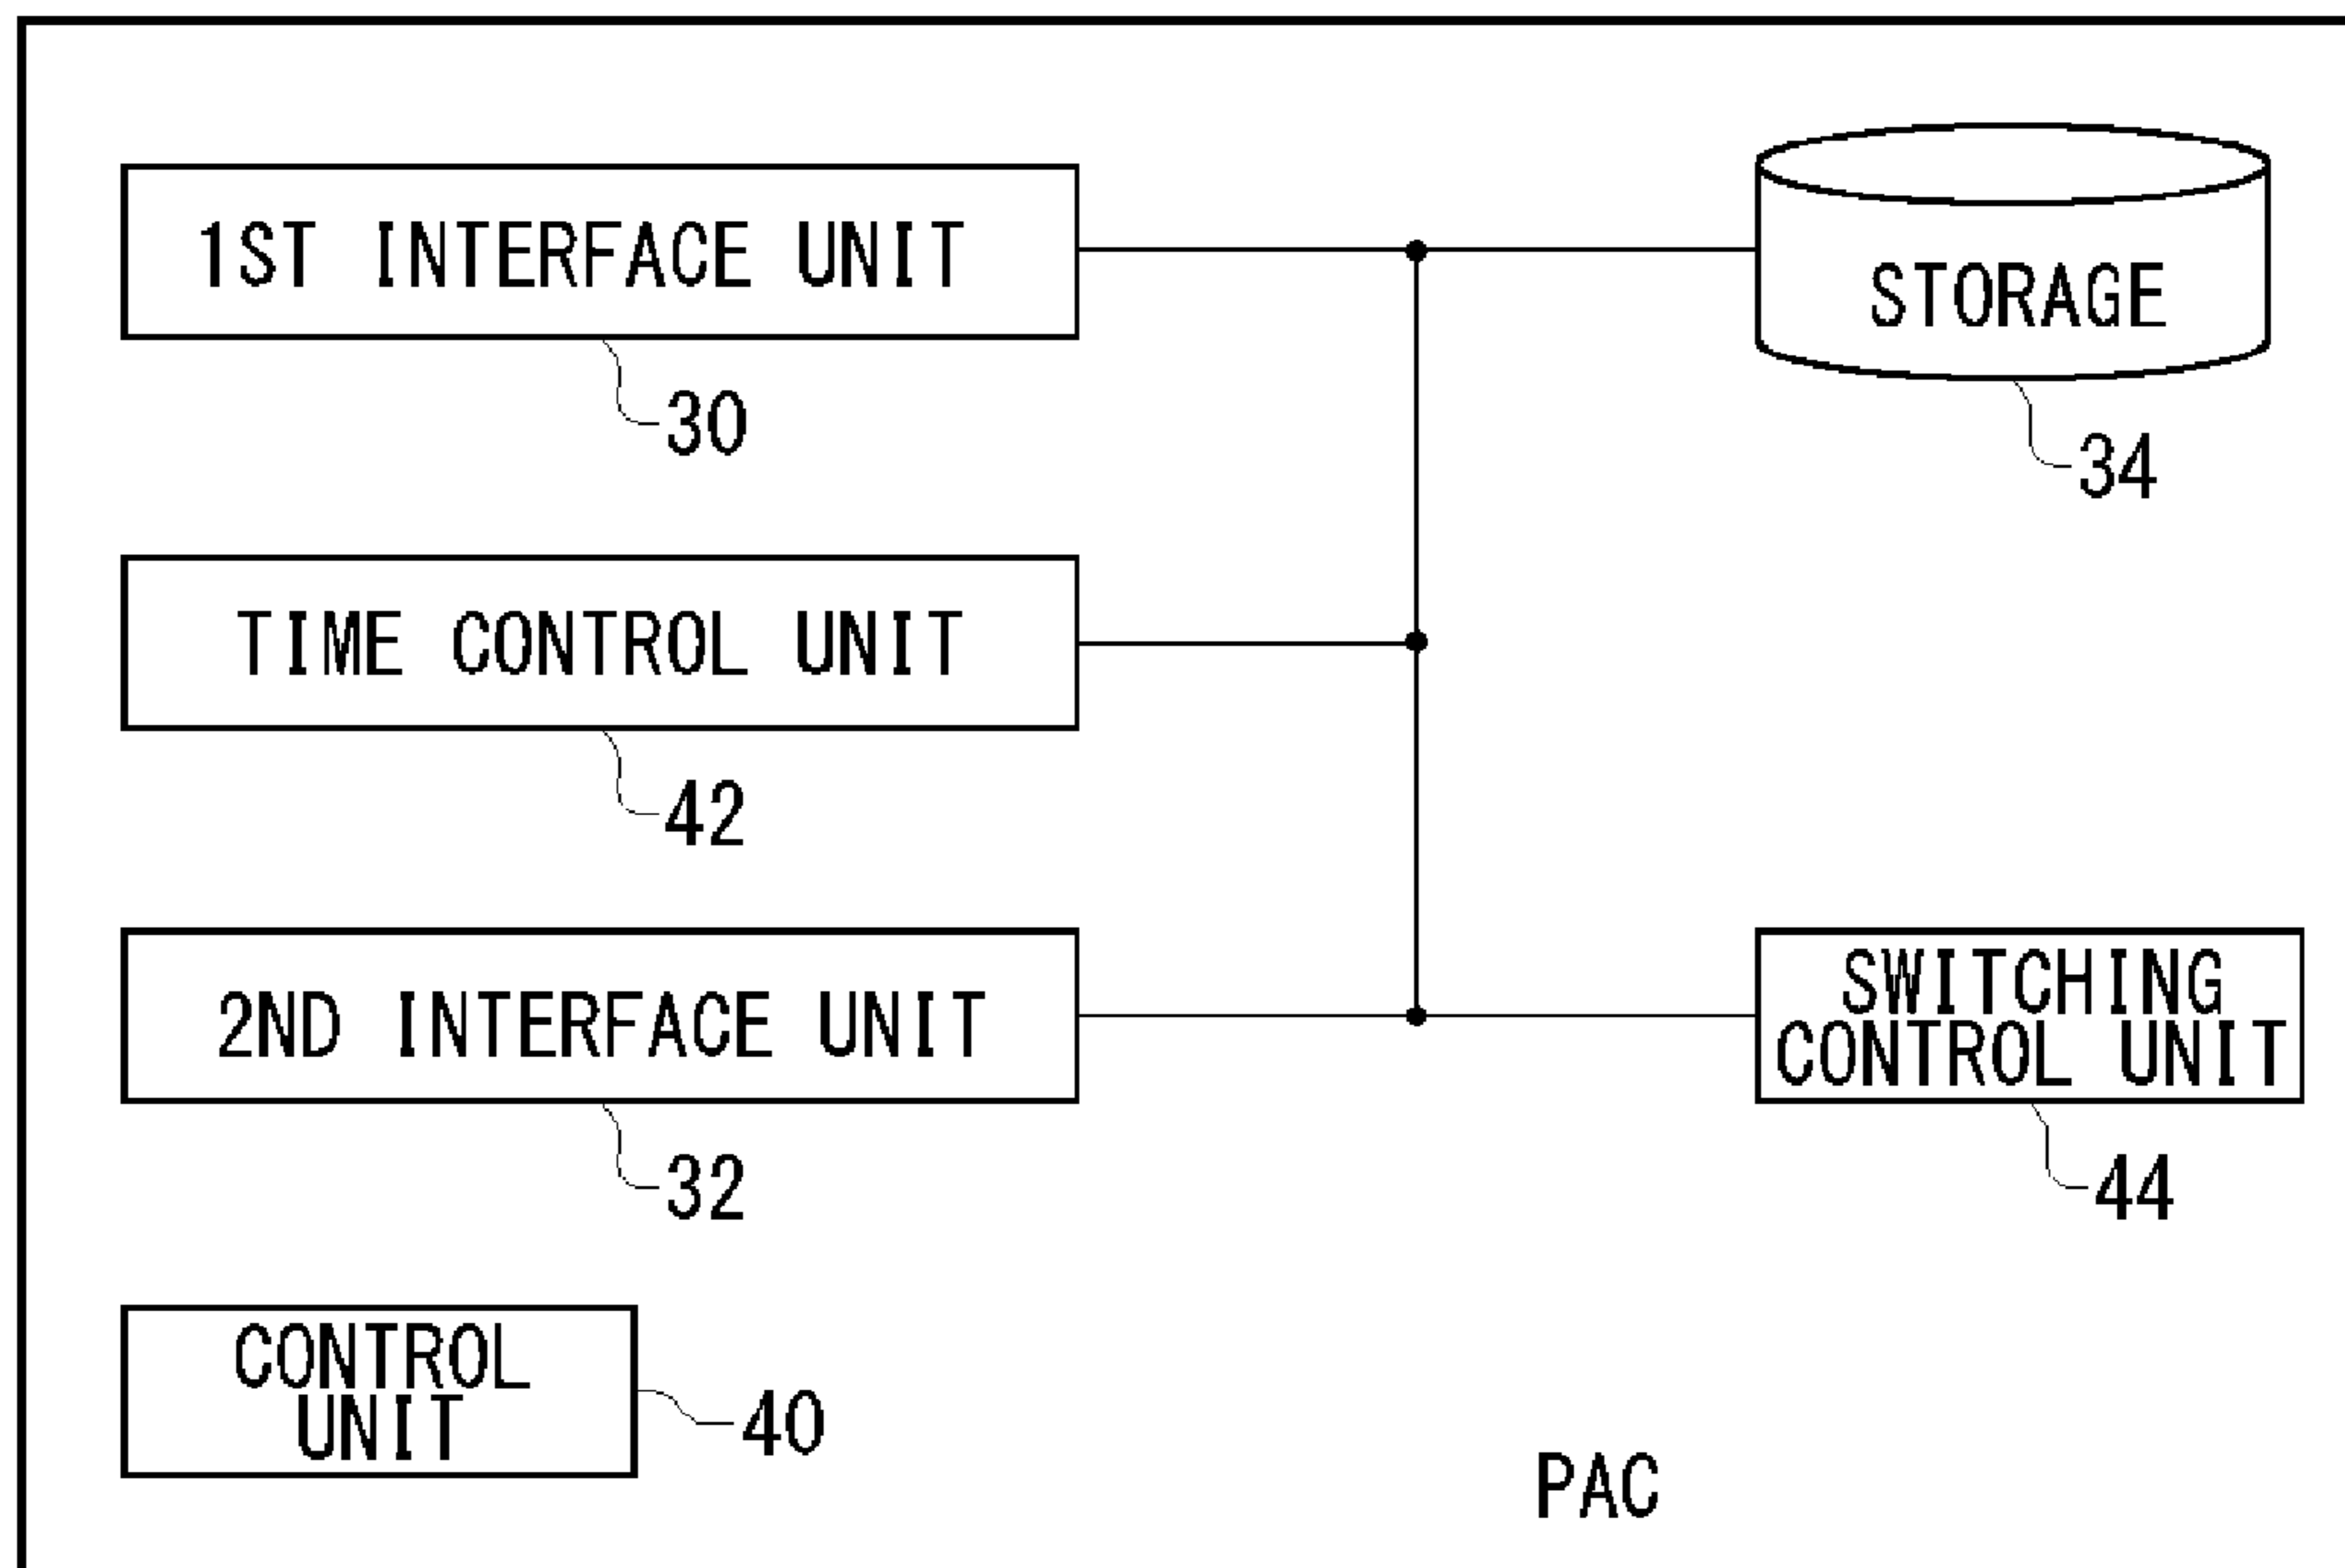 1ST INTERFACE UNIT
30
STORAGE
34
TIME CONTROL UNIT
42
2ND INTERFACE UNIT
32
SWITCHING
CONTROL UNIT
44
CONTROL
UNIT
40
PAC